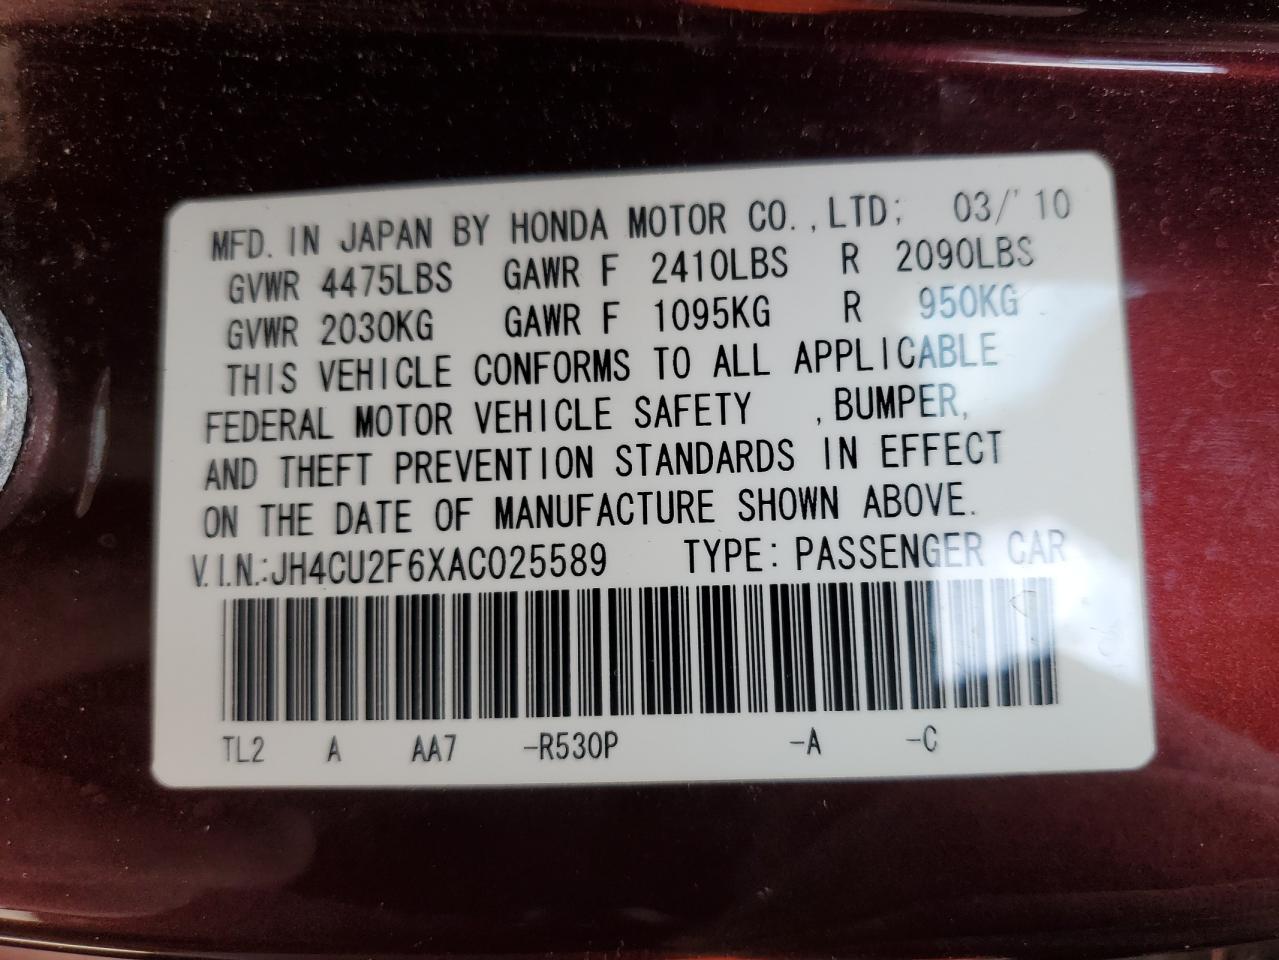 MFD. IN JAPAN BY HONDA MOTOR CO.,LTD; 03/'10
GVWR 4475LBS GAWR F 2410LBS R 2090LBS
GVWR 2030KG GAWR F 1095KG R 950KG
THIS VEHICLE CONFORMS TO ALL APPLICABLE
FEDERAL MOTOR VEHICLE SAFETY ,BUMPER,
AND THEFT PREVENTION STANDARDS IN EFFECT
ON THE DATE OF MANUFACTURE SHOWN ABOVE.
V.I.N.:JH4CU2F6XAC025589 TYPE: PASSENGER CAR
TL2 A AA7 -R530P -A -C